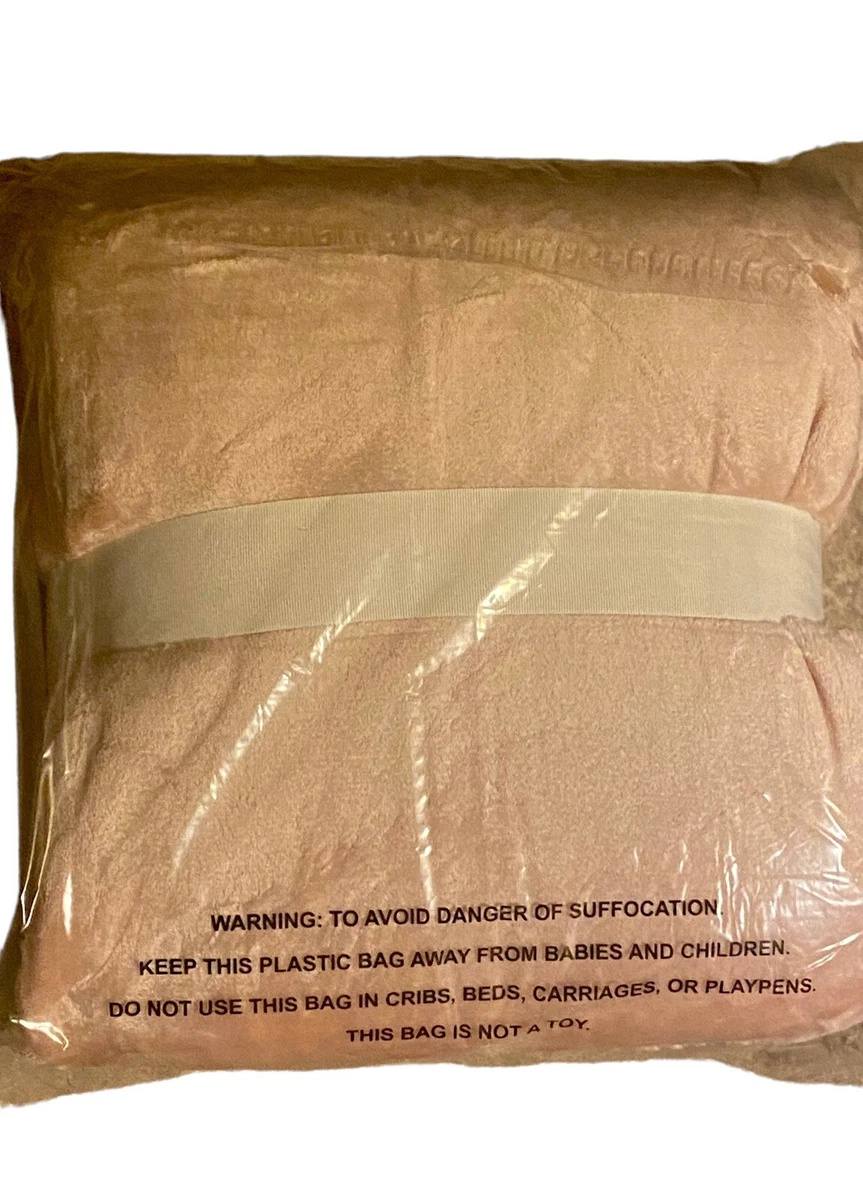 WARNING: TO AVOID DANGER OF SUFFOCATION.
KEEP THIS PLASTIC BAG AWAY FROM BABIES AND CHILDREN.
DO NOT USE THIS BAG IN CRIBS, BEDS, CARRIAGES, OR PLAYPENS.
THIS BAG IS NOT A TOY.